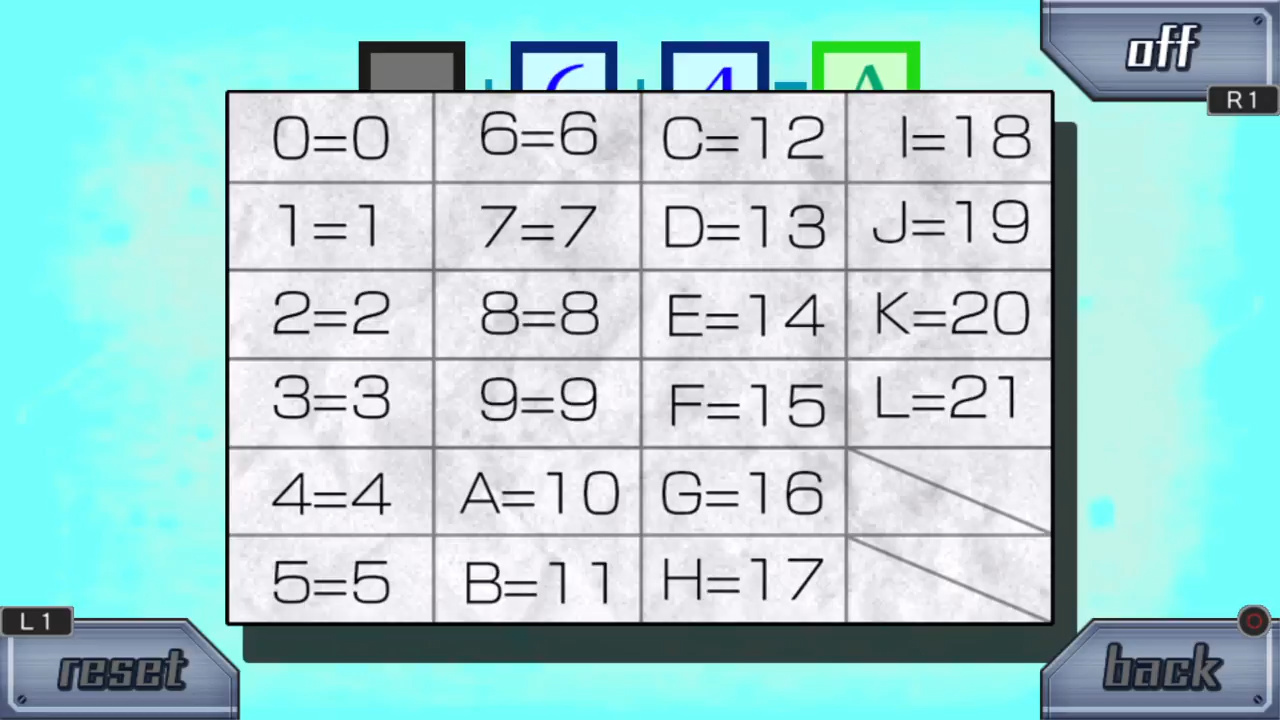 off
R1
0=0 6=6 C=12 I=18
1=1 7=7 D=13 J=19
2=2 8=8 E=14 K=20
3=3 9=9 F=15 L=21
4=4 A=10 G=16
5=5 B=11 H=17
L1
reset
back